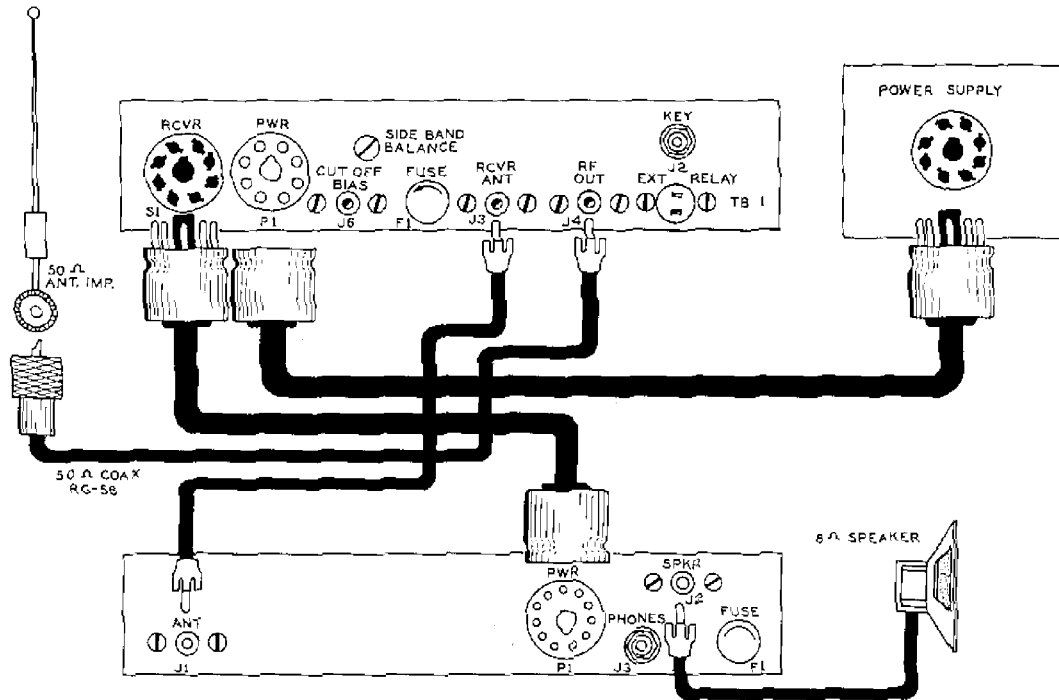 RCVR
PWR
SIDE BAND
BALANCE
CUT OFF
BIAS
FUSE
RCVR
ANT
RF
OUT
KEY
J2
EXT RELAY
TB 1
S1
P1
J6
F1
J3
J4
POWER SUPPLY
50 Ω
ANT. IMP.
50 Ω COAX
RG-58
8 Ω SPEAKER
ANT
J1
PWR
P1
SPKR
J2
PHONES
J3
FUSE
F1